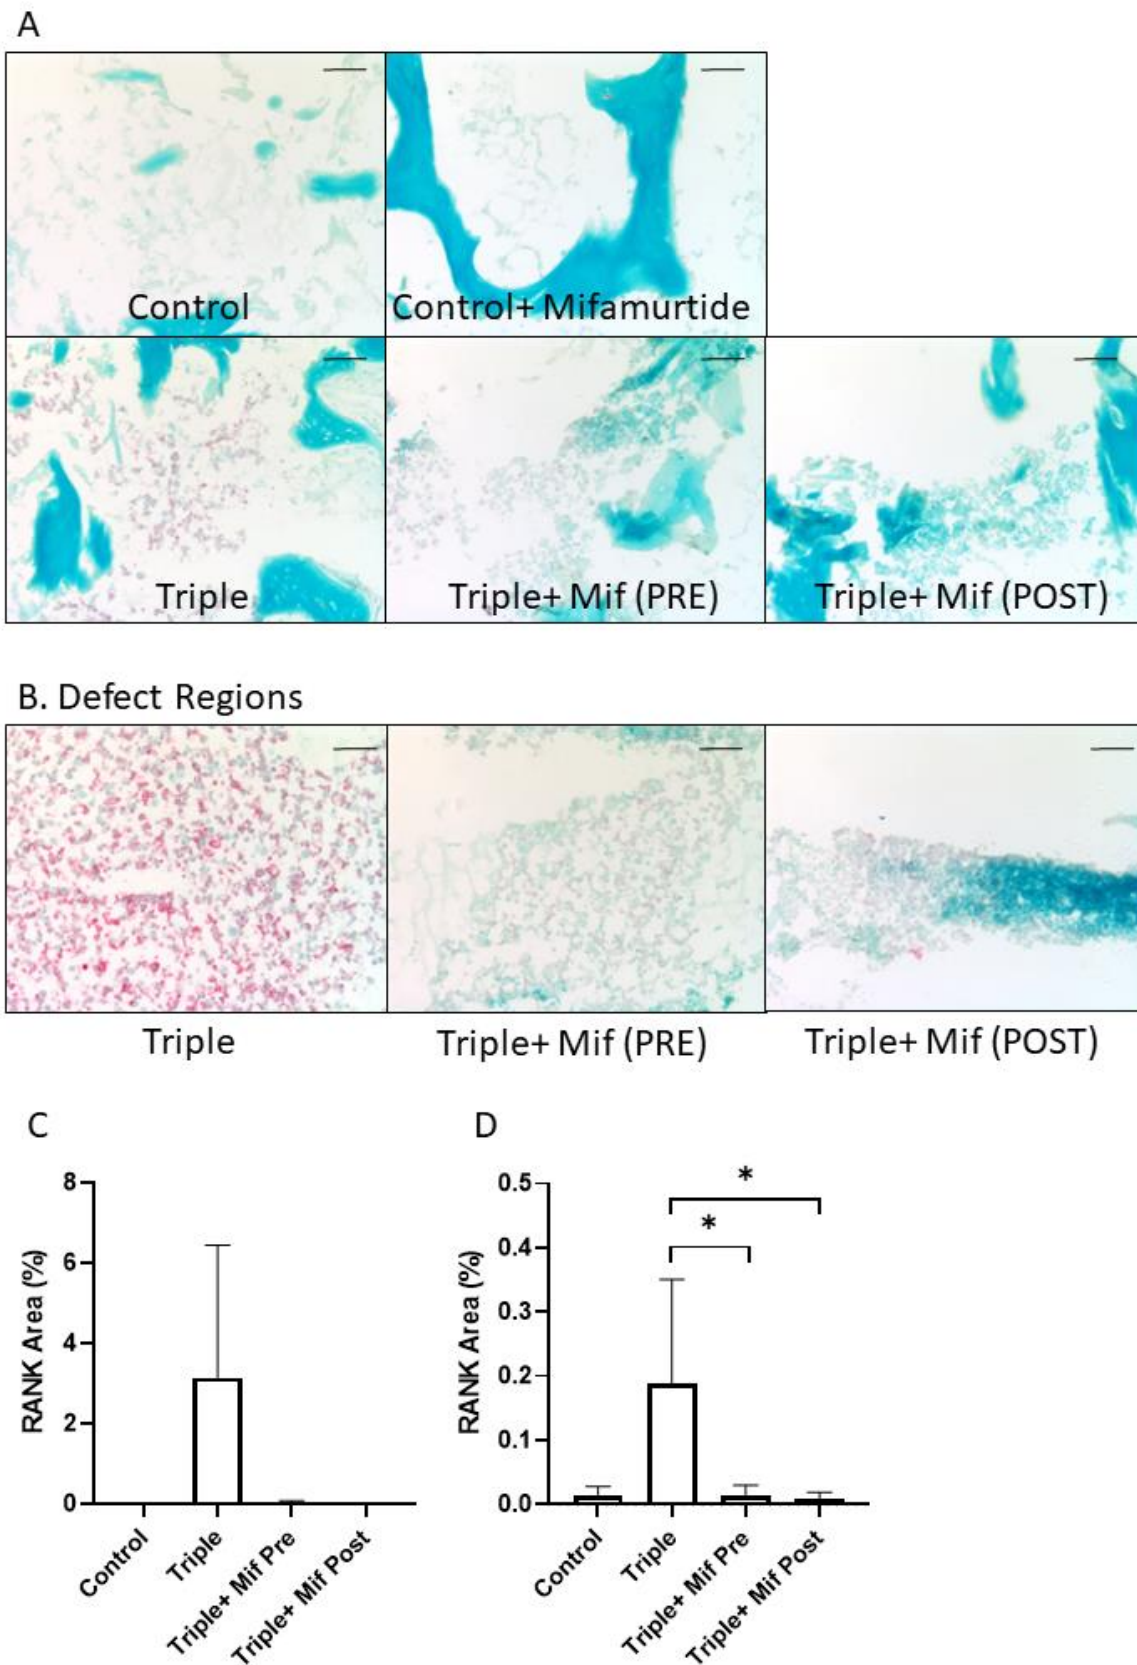 A
Control
Control+ Mifamurtide
Triple
Triple+ Mif (PRE)
Triple+ Mif (POST)
B. Defect Regions
Triple
Triple+ Mif (PRE)
Triple+ Mif (POST)
C
RANK Area (%)
8
6
4
2
0
Control
Triple
Triple+ Mif Pre
Triple+ Mif Post
D
RANK Area (%)
0.5
0.4
0.3
0.2
0.1
0.0
*
*
Control
Triple
Triple+ Mif Pre
Triple+ Mif Post